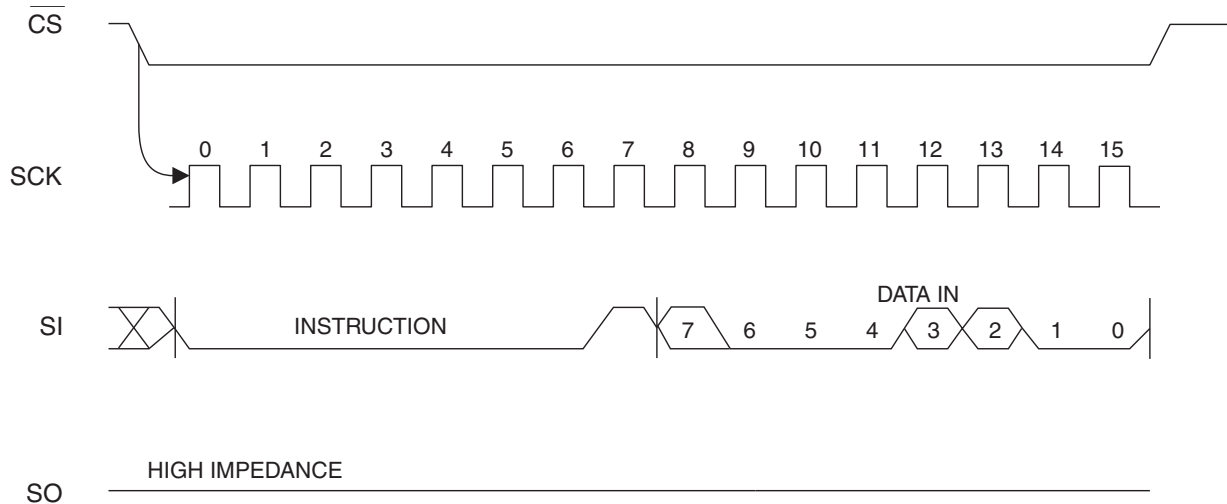 CS
0 1 2 3 4 5 6 7 8 9 10 11 12 13 14 15
SCK
DATA IN
SI INSTRUCTION 7 6 5 4 3 2 1 0
HIGH IMPEDANCE
SO